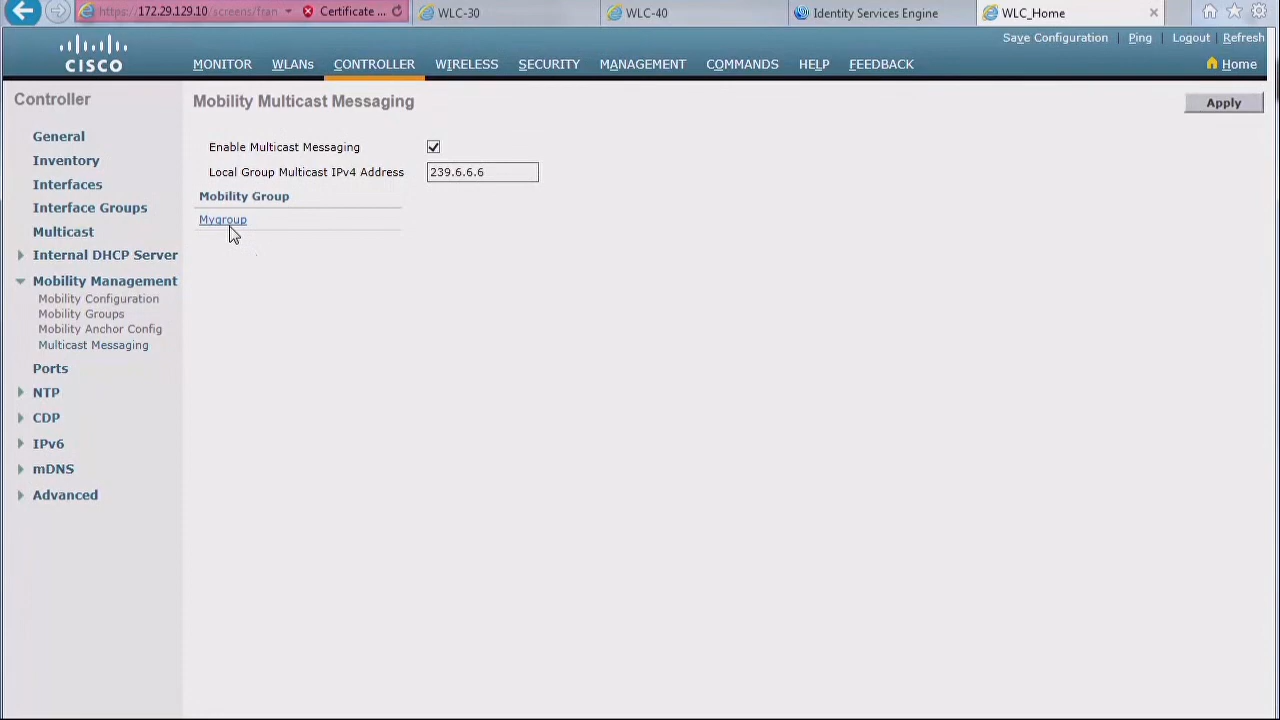 https://172.29.129.10/screens/fran Certificate ... WLC-30 WLC-40 Identity Services Engine WLC_Home
Save Configuration Ping Logout Refresh
CISCO MONITOR WLANs CONTROLLER WIRELESS SECURITY MANAGEMENT COMMANDS HELP FEEDBACK Home
Controller
General
Inventory
Interfaces
Interface Groups
Multicast
Internal DHCP Server
Mobility Management
Mobility Configuration
Mobility Groups
Mobility Anchor Config
Multicast Messaging
Ports
NTP
CDP
IPv6
mDNS
Advanced
Mobility Multicast Messaging
Apply
Enable Multicast Messaging
Local Group Multicast IPv4 Address 239.6.6.6
Mobility Group
Mygroup